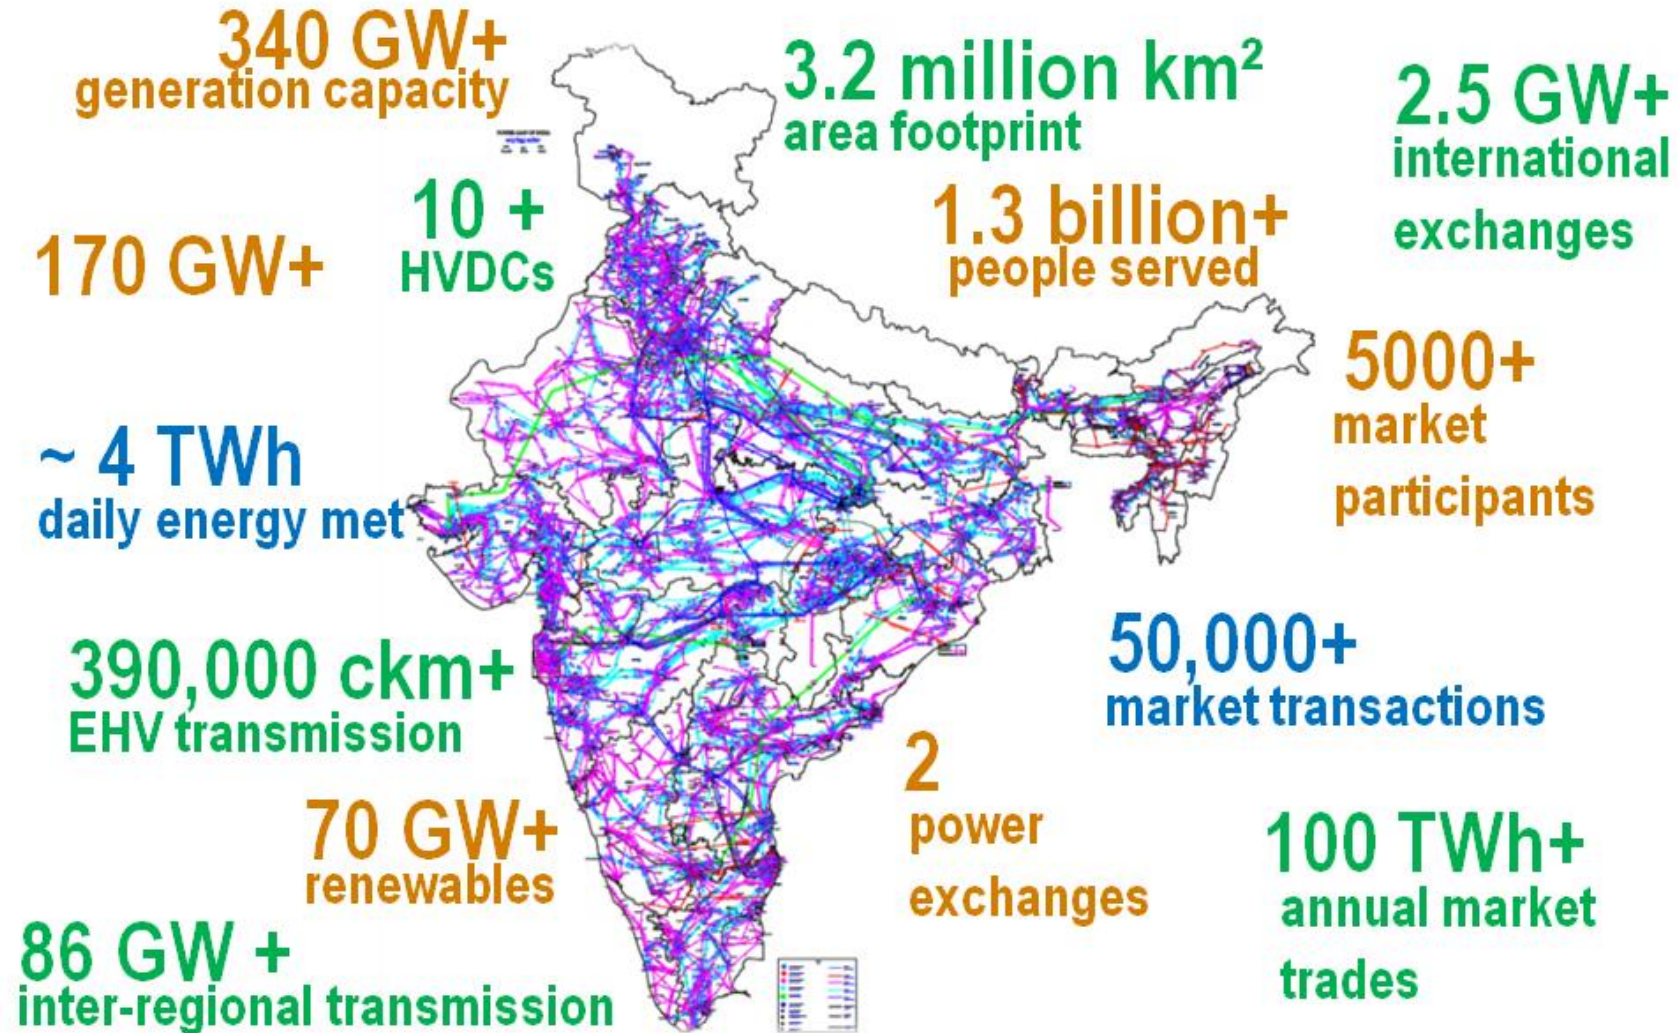 340 GW+
generation capacity
3.2 million km²
area footprint
2.5 GW+
international
exchanges
10 +
HVDCs
1.3 billion+
people served
170 GW+
5000+
market
participants
~ 4 TWh
daily energy met
390,000 ckm+
EHV transmission
50,000+
market transactions
2
power
exchanges
70 GW+
renewables
100 TWh+
annual market
trades
86 GW +
inter-regional transmission